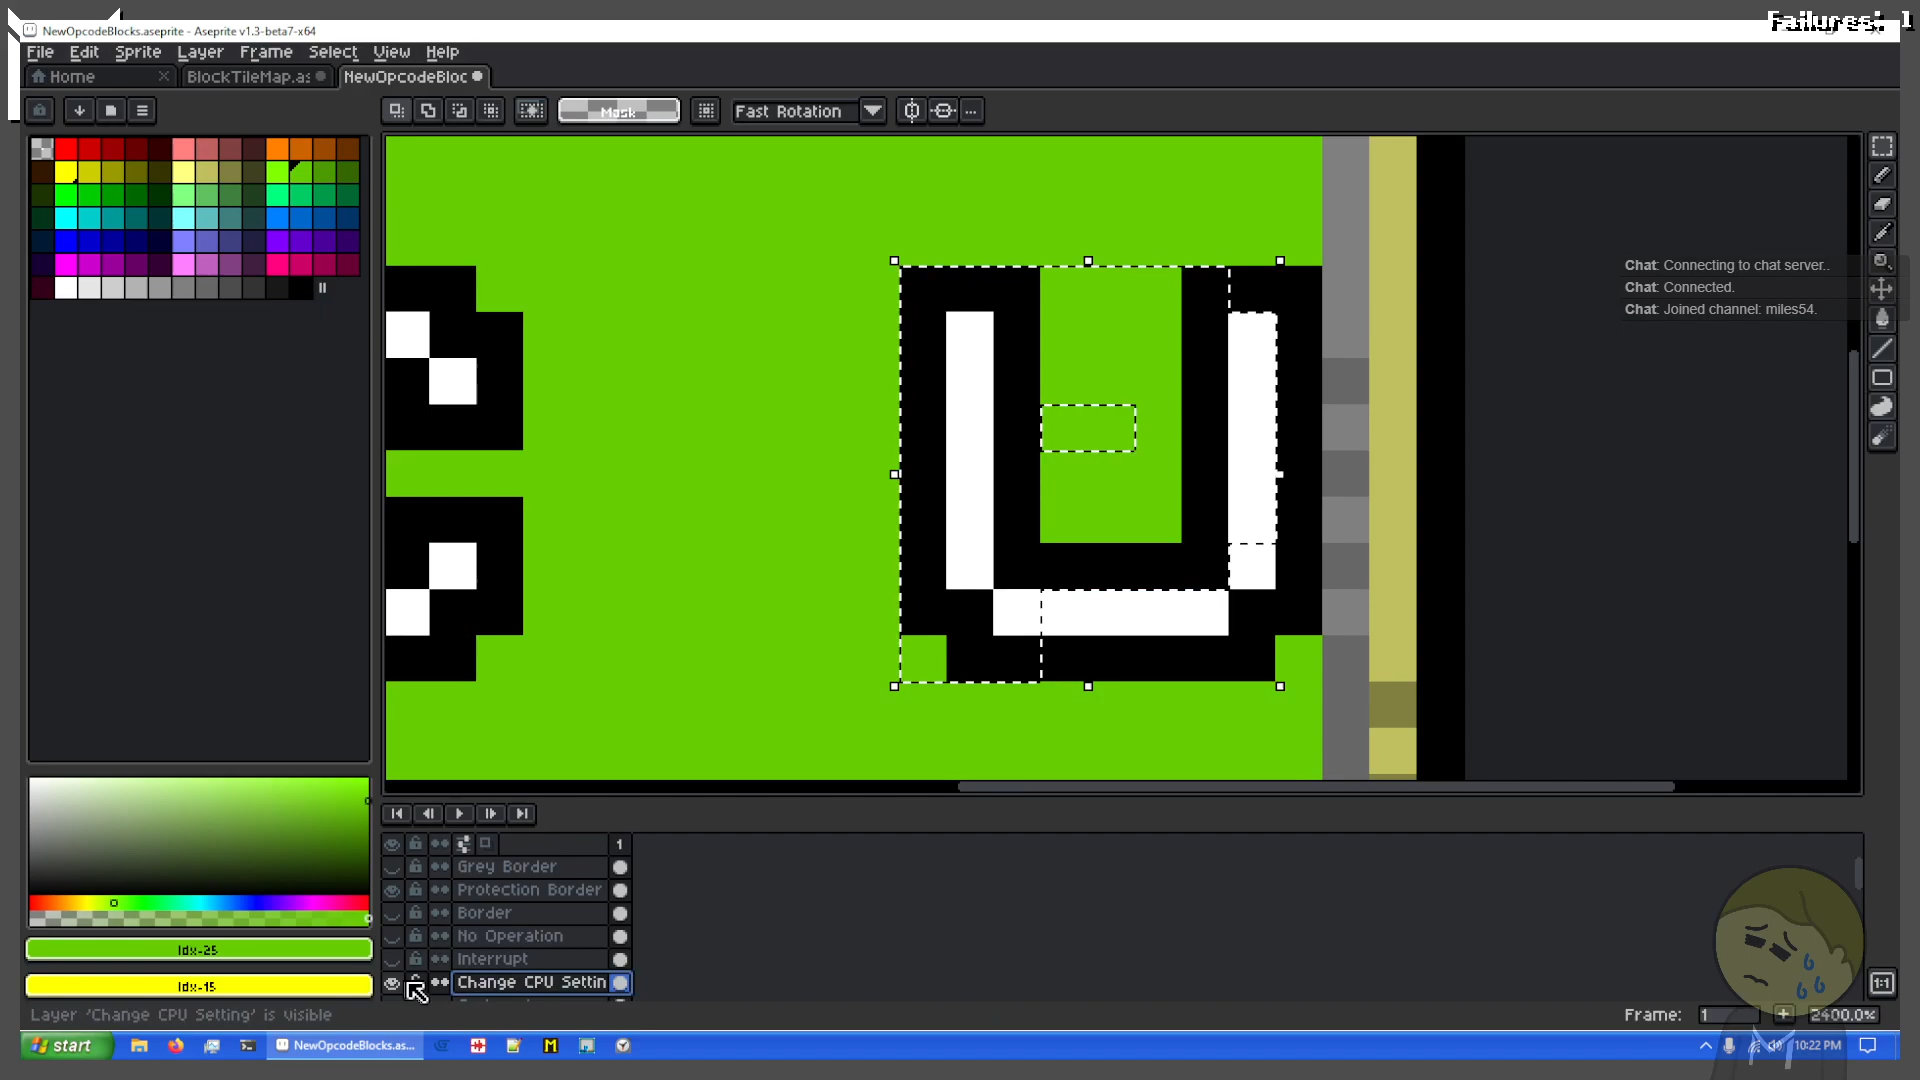 Failures: 1
NewOpcodeBlocks.aseprite - Aseprite v1.3-beta7-x64
File Edit Sprite Layer Frame Select View Help
Home BlockTileMap.as NewOpcodeBloc
Mask Fast Rotation
Chat: Connecting to chat server..
Chat: Connected.
Chat: Joined channel: miles54.
1
Grey Border
Protection Border
Border
No Operation
Interrupt
Change CPU Settin
Idx-25
Idx-15
Layer 'Change CPU Setting' is visible
Frame: 1 2400.0%
1:1
start NewOpcodeBlocks.as... 10:22 PM